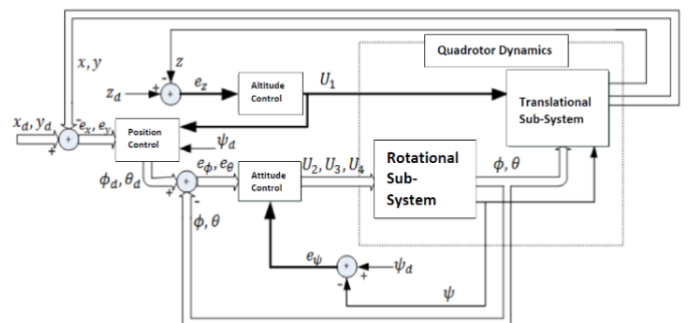 Quadrotor Dynamics
x, y
z
-
z_d
+
e_z
Altitude
Control
U_1
Translational
Sub-System
x_d, y_d
-
+
+
e_x, e_y
Position
Control
ψ_d
ϕ_d, θ_d
+
+
-
e_ϕ, e_θ
Attitude
Control
U_2, U_3, U_4
Rotational
Sub-
System
ϕ, θ
ϕ, θ
e_ψ
+
-
+
ψ_d
ψ